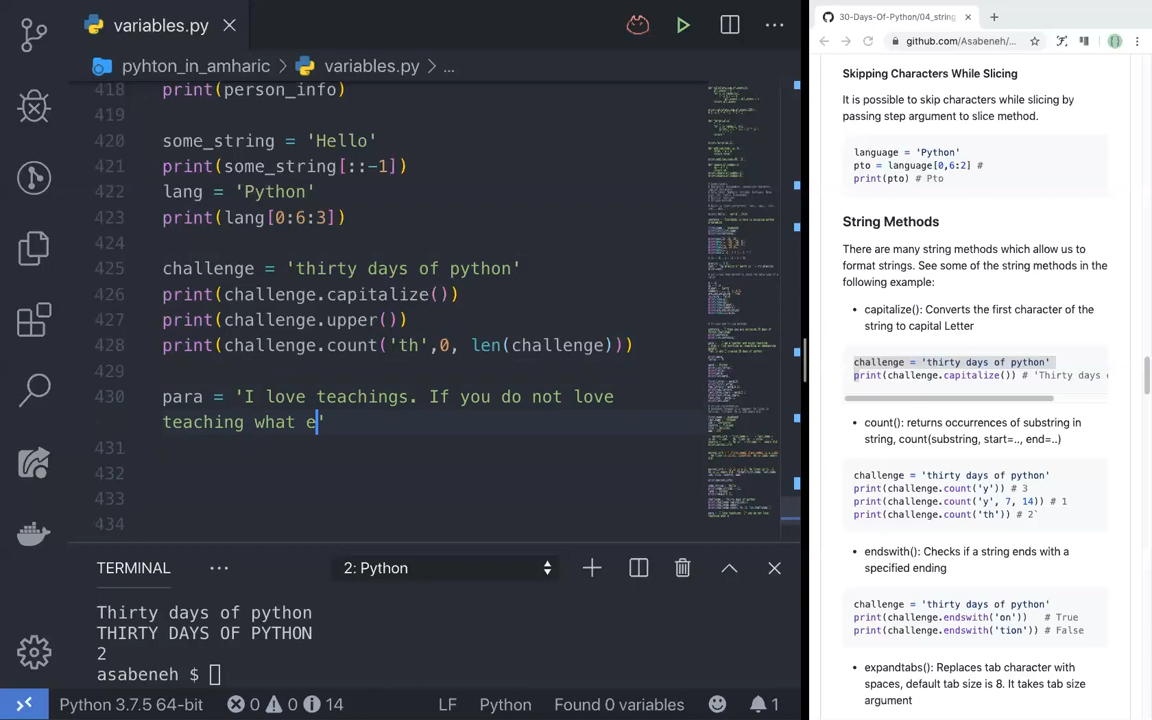 variables.py
pyhton_in_amharic > variables.py > ...
418 print(person_info)
419
420 some_string = 'Hello'
421 print(some_string[::-1])
422 lang = 'Python'
423 print(lang[0:6:3])
424
425 challenge = 'thirty days of python'
426 print(challenge.capitalize())
427 print(challenge.upper())
428 print(challenge.count('th',0, len(challenge)))
429
430 para = 'I love teachings. If you do not love
teaching what e'
431
432
433
434
TERMINAL ... 2: Python
Thirty days of python
THIRTY DAYS OF PYTHON
2
asabeneh $
Python 3.7.5 64-bit 0 0 14 LF Python Found 0 variables 1
30-Days-Of-Python/04_string
github.com/Asabeneh/...
Skipping Characters While Slicing
It is possible to skip characters while slicing by
passing step argument to slice method.
language = 'Python'
pto = language[0,6:2] #
print(pto) # Pto
String Methods
There are many string methods which allow us to
format strings. See some of the string methods in the
following example:
• capitalize(): Converts the first character of the
string to capital Letter
challenge = 'thirty days of python'
print(challenge.capitalize()) # 'Thirty days
• count(): returns occurrences of substring in
string, count(substring, start=.., end=..)
challenge = 'thirty days of python'
print(challenge.count('y')) # 3
print(challenge.count('y', 7, 14)) # 1
print(challenge.count('th')) # 2`
• endswith(): Checks if a string ends with a
specified ending
challenge = 'thirty days of python'
print(challenge.endswith('on')) # True
print(challenge.endswith('tion')) # False
• expandtabs(): Replaces tab character with
spaces, default tab size is 8. It takes tab size
argument